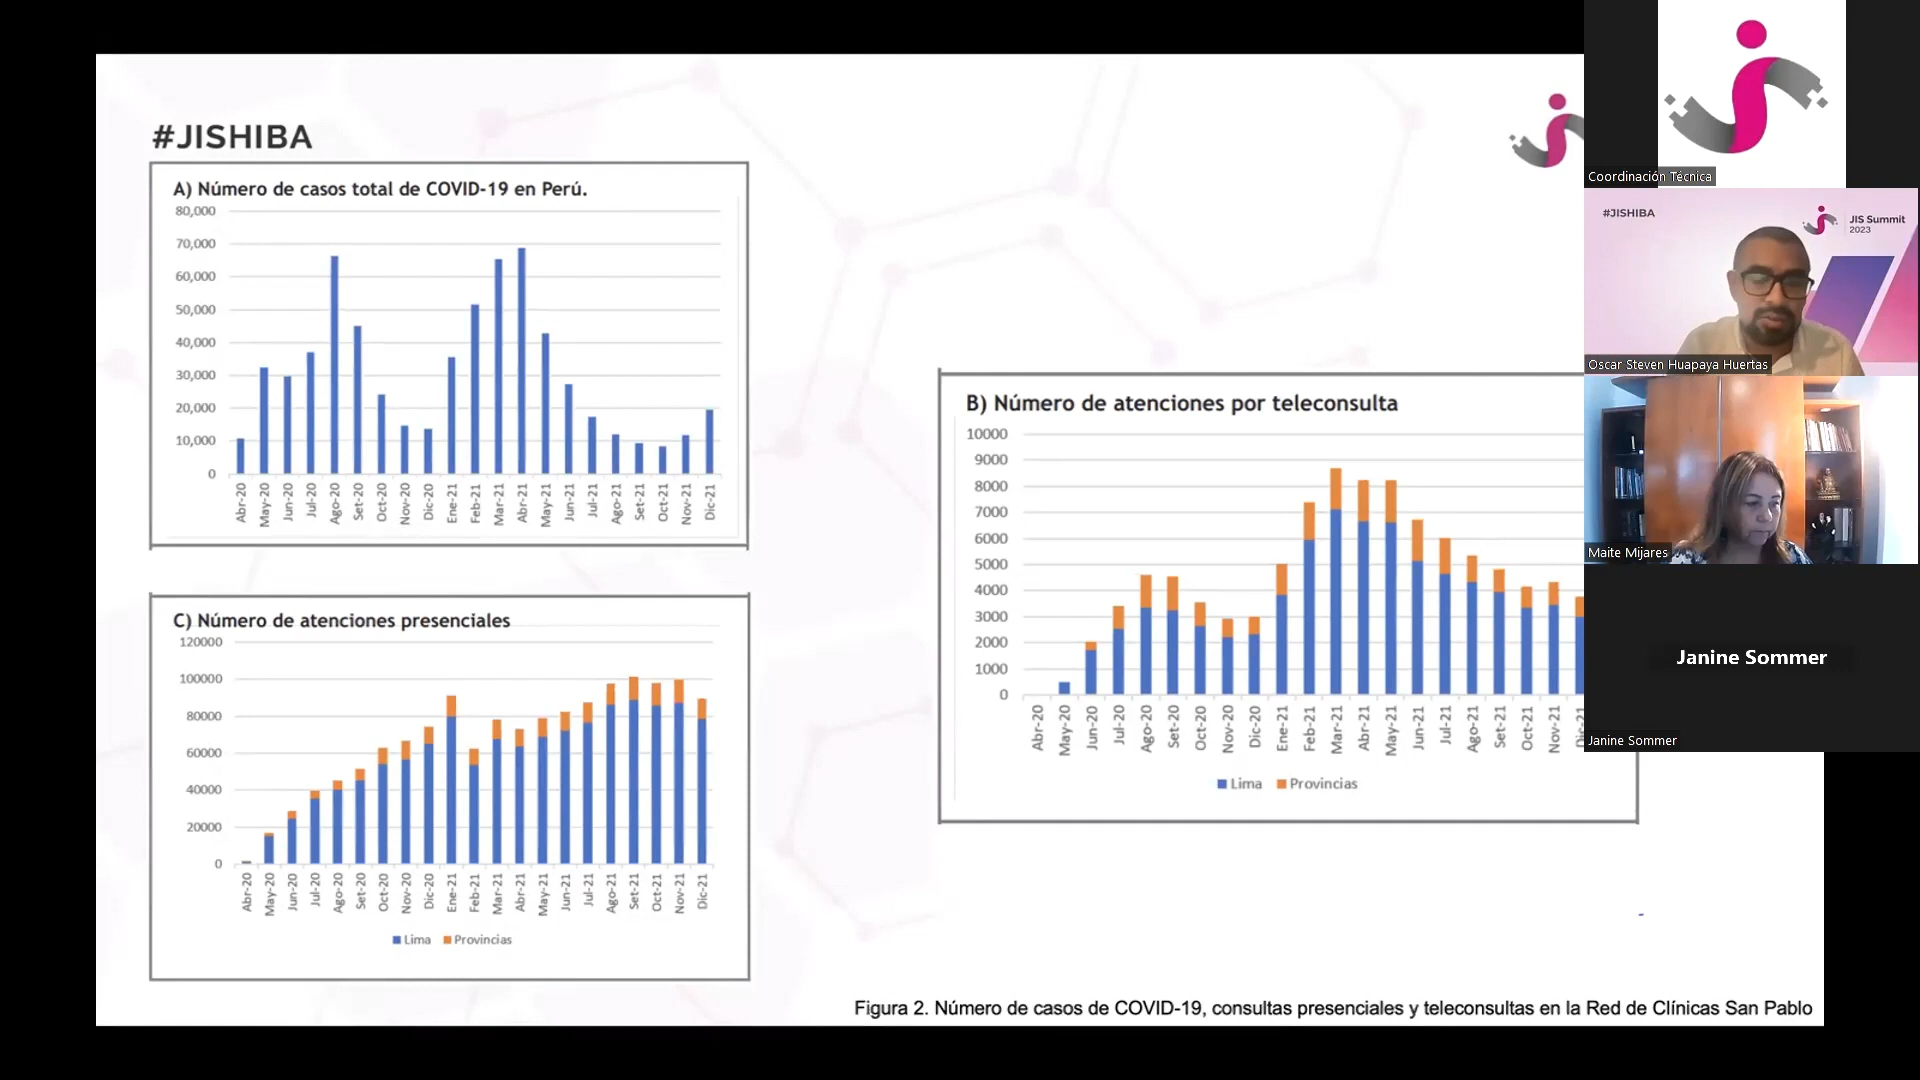 #JISHIBA
A) Número de casos total de COVID-19 en Perú.
80,000
70,000
60,000
50,000
40,000
30,000
20,000
10,000
0
Abr-20
May-20
Jun-20
Jul-20
Ago-20
Set-20
Oct-20
Nov-20
Dic-20
Ene-21
Feb-21
Mar-21
Abr-21
May-21
Jun-21
Jul-21
Ago-21
Set-21
Oct-21
Nov-21
Dic-21
B) Número de atenciones por teleconsulta
10000
9000
8000
7000
6000
5000
4000
3000
2000
1000
0
Abr-20
May-20
Jun-20
Jul-20
Ago-20
Set-20
Oct-20
Nov-20
Dic-20
Ene-21
Feb-21
Mar-21
Abr-21
May-21
Jun-21
Jul-21
Ago-21
Set-21
Oct-21
Nov-21
Dic-21
Lima Provincias
C) Número de atenciones presenciales
120000
100000
80000
60000
40000
20000
0
Abr-20
May-20
Jun-20
Jul-20
Ago-20
Set-20
Oct-20
Nov-20
Dic-20
Ene-21
Feb-21
Mar-21
Abr-21
May-21
Jun-21
Jul-21
Ago-21
Set-21
Oct-21
Nov-21
Dic-21
Lima Provincias
Figura 2. Número de casos de COVID-19, consultas presenciales y teleconsultas en la Red de Clínicas San Pablo
Coordinación Técnica
#JISHIBA
JIS Summit
2023
Oscar Steven Huapaya Huertas
Maite Mijares
Janine Sommer
Janine Sommer